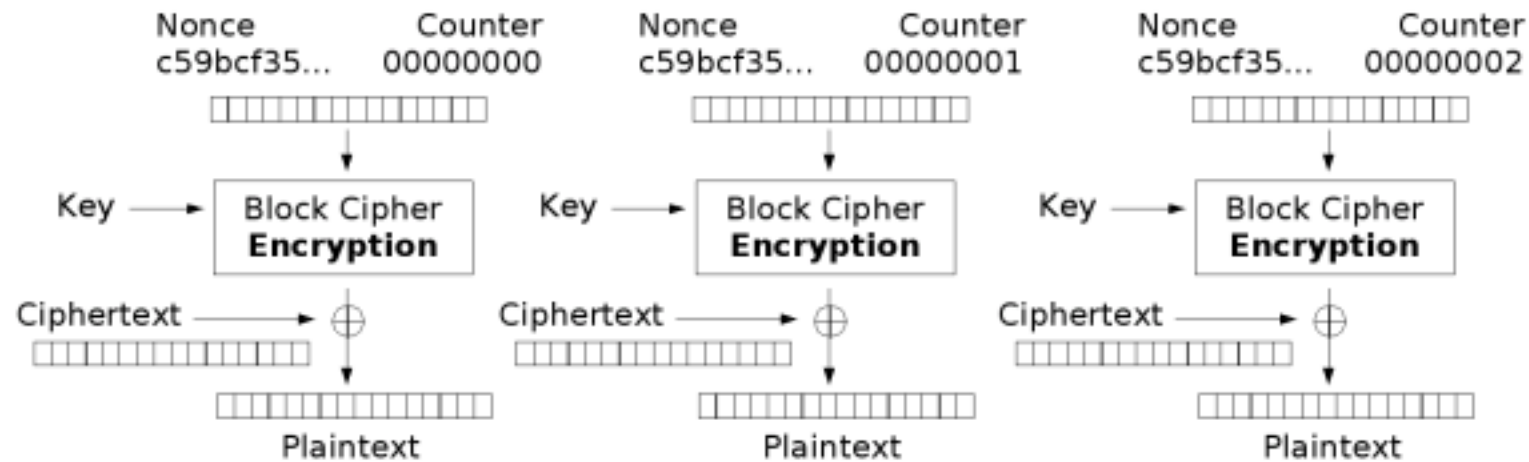 Nonce Counter Nonce Counter Nonce Counter
c59bcf35... 00000000 c59bcf35... 00000001 c59bcf35... 00000002
Key Block Cipher Key Block Cipher Key Block Cipher
Encryption Encryption Encryption
Ciphertext Ciphertext Ciphertext
Plaintext Plaintext Plaintext